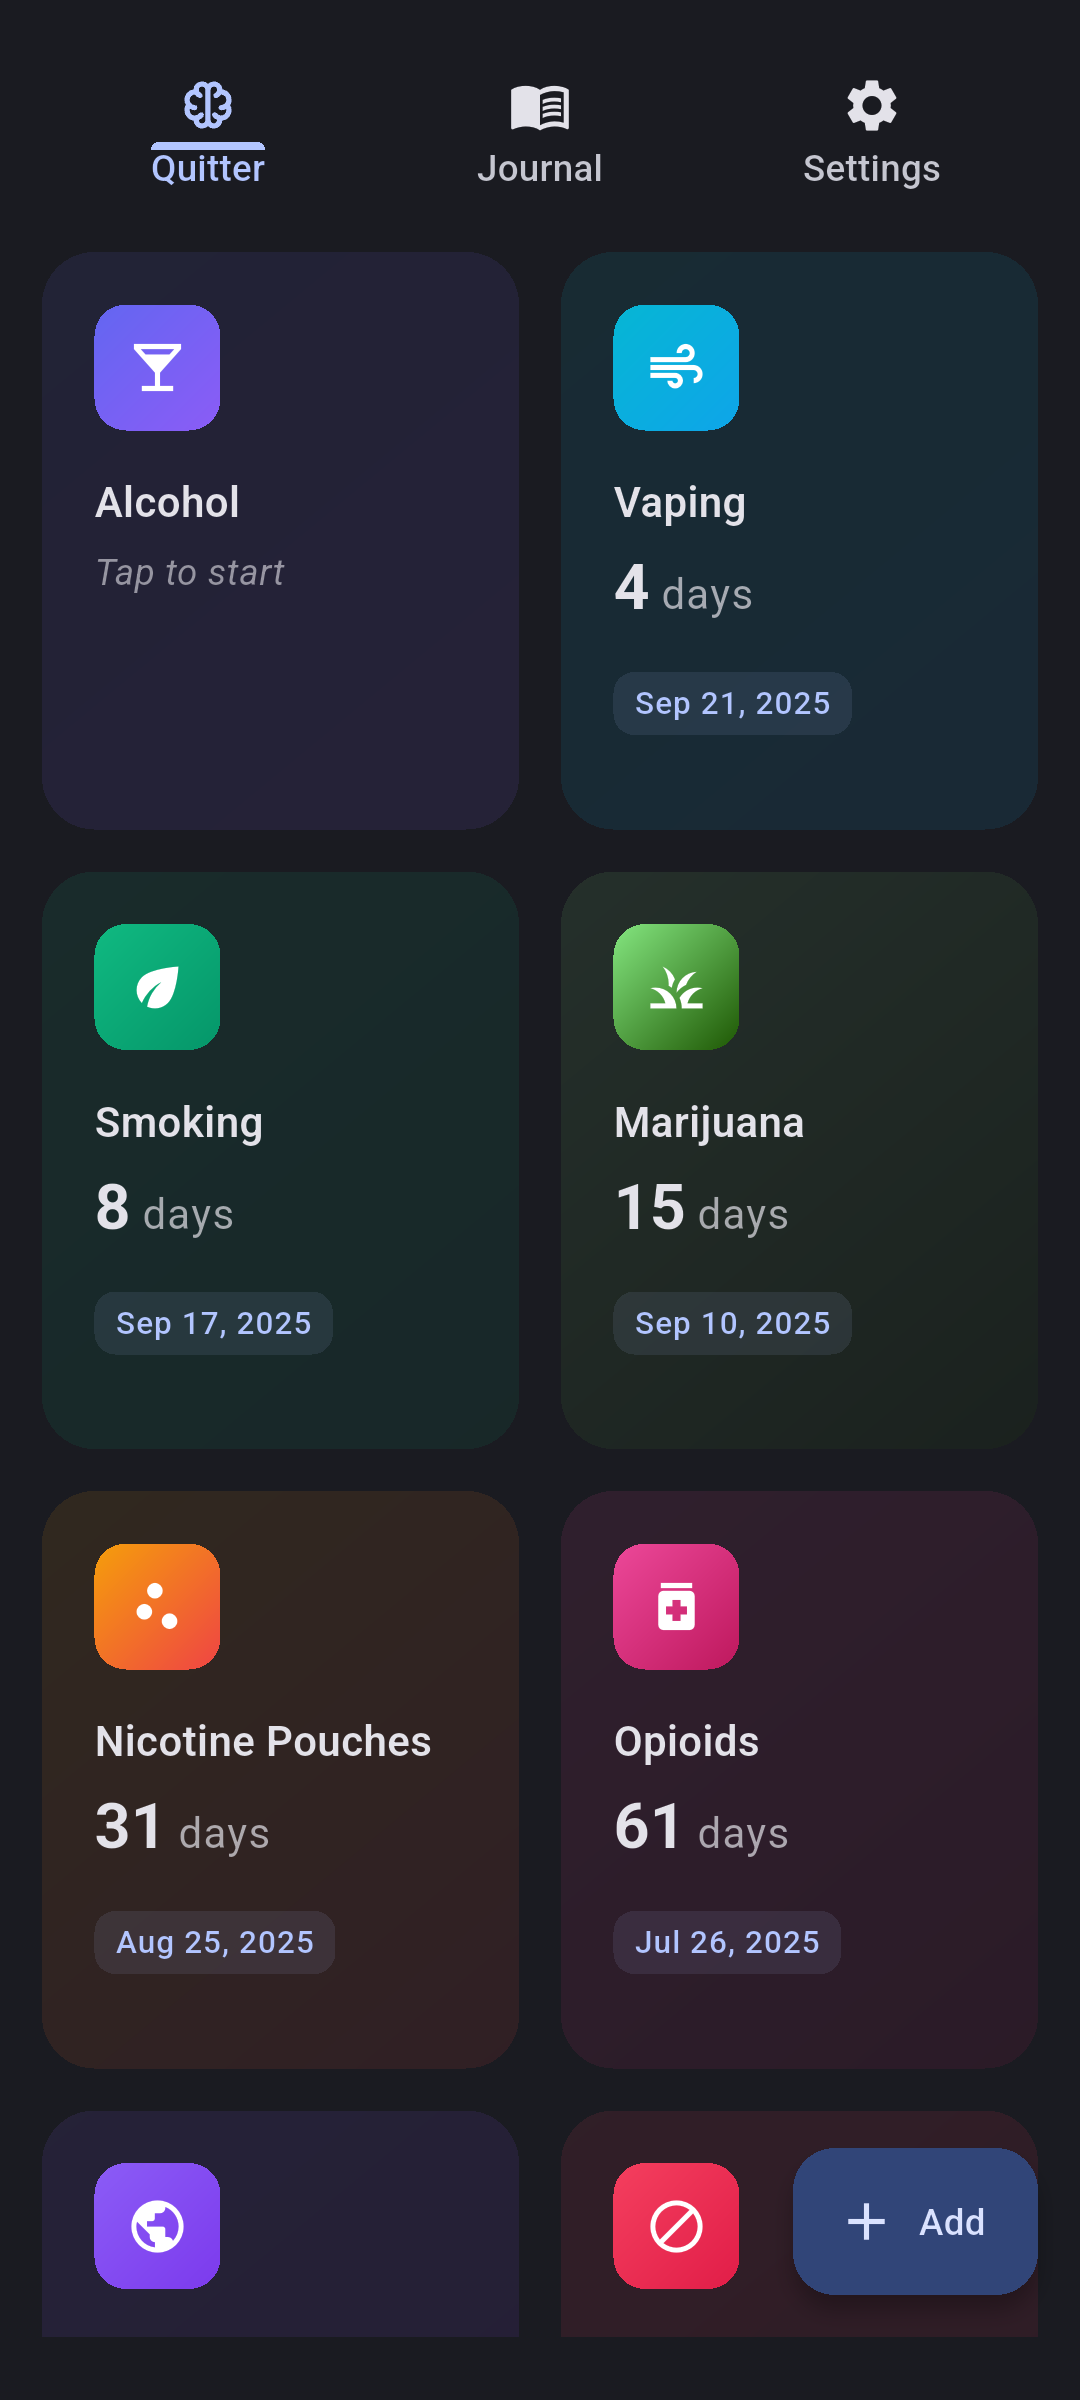 Quitter
Journal
Settings
Alcohol
Tap to start
Vaping
4 days
Sep 21, 2025
Smoking
8 days
Sep 17, 2025
Marijuana
15 days
Sep 10, 2025
Nicotine Pouches
31 days
Aug 25, 2025
Opioids
61 days
Jul 26, 2025
Add